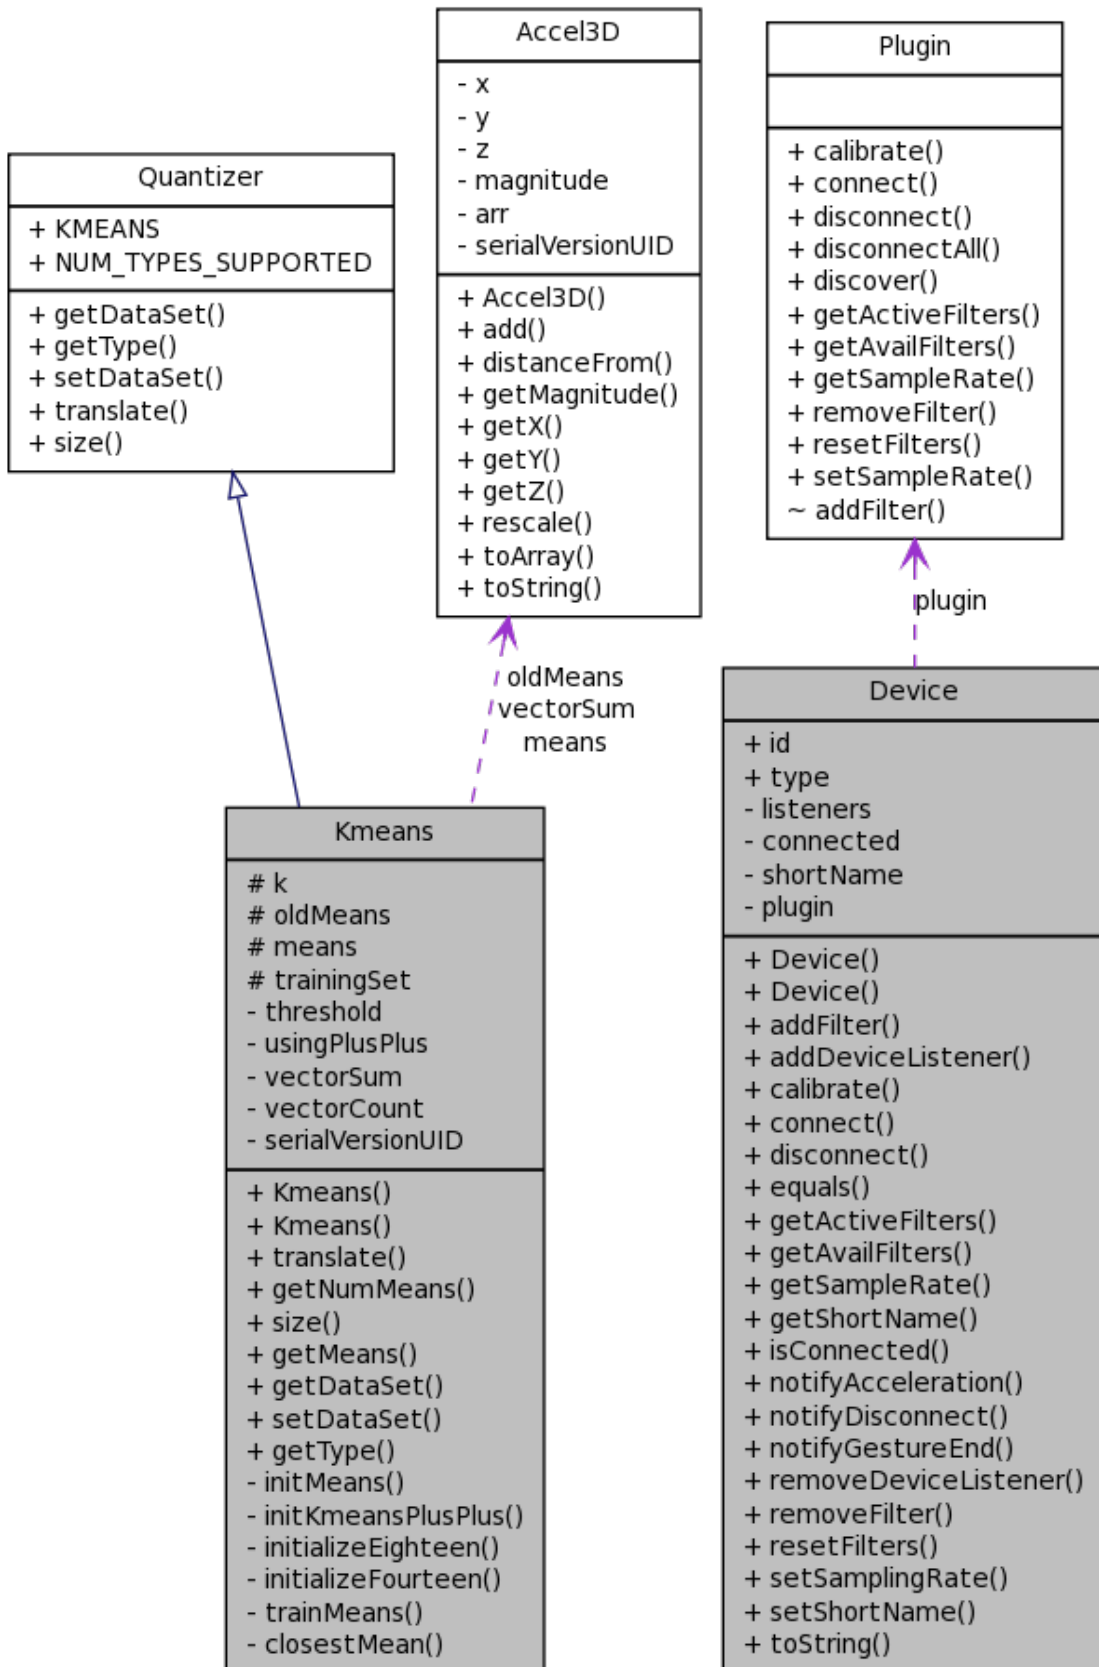 Quantizer
+ KMEANS
+ NUM_TYPES_SUPPORTED
+ getDataSet()
+ getType()
+ setDataSet()
+ translate()
+ size()
Accel3D
- x
- y
- z
- magnitude
- arr
- serialVersionUID
+ Accel3D()
+ add()
+ distanceFrom()
+ getMagnitude()
+ getX()
+ getY()
+ getZ()
+ rescale()
+ toArray()
+ toString()
Plugin
+ calibrate()
+ connect()
+ disconnect()
+ disconnectAll()
+ discover()
+ getActiveFilters()
+ getAvailFilters()
+ getSampleRate()
+ removeFilter()
+ resetFilters()
+ setSampleRate()
~ addFilter()
oldMeans
vectorSum
means
plugin
Kmeans
# k
# oldMeans
# means
# trainingSet
- threshold
- usingPlusPlus
- vectorSum
- vectorCount
- serialVersionUID
+ Kmeans()
+ Kmeans()
+ translate()
+ getNumMeans()
+ size()
+ getMeans()
+ getDataSet()
+ setDataSet()
+ getType()
- initMeans()
- initKmeansPlusPlus()
- initializeEighteen()
- initializeFourteen()
- trainMeans()
- closestMean()
Device
+ id
+ type
- listeners
- connected
- shortName
- plugin
+ Device()
+ Device()
+ addFilter()
+ addDeviceListener()
+ calibrate()
+ connect()
+ disconnect()
+ equals()
+ getActiveFilters()
+ getAvailFilters()
+ getSampleRate()
+ getShortName()
+ isConnected()
+ notifyAcceleration()
+ notifyDisconnect()
+ notifyGestureEnd()
+ removeDeviceListener()
+ removeFilter()
+ resetFilters()
+ setSamplingRate()
+ setShortName()
+ toString()